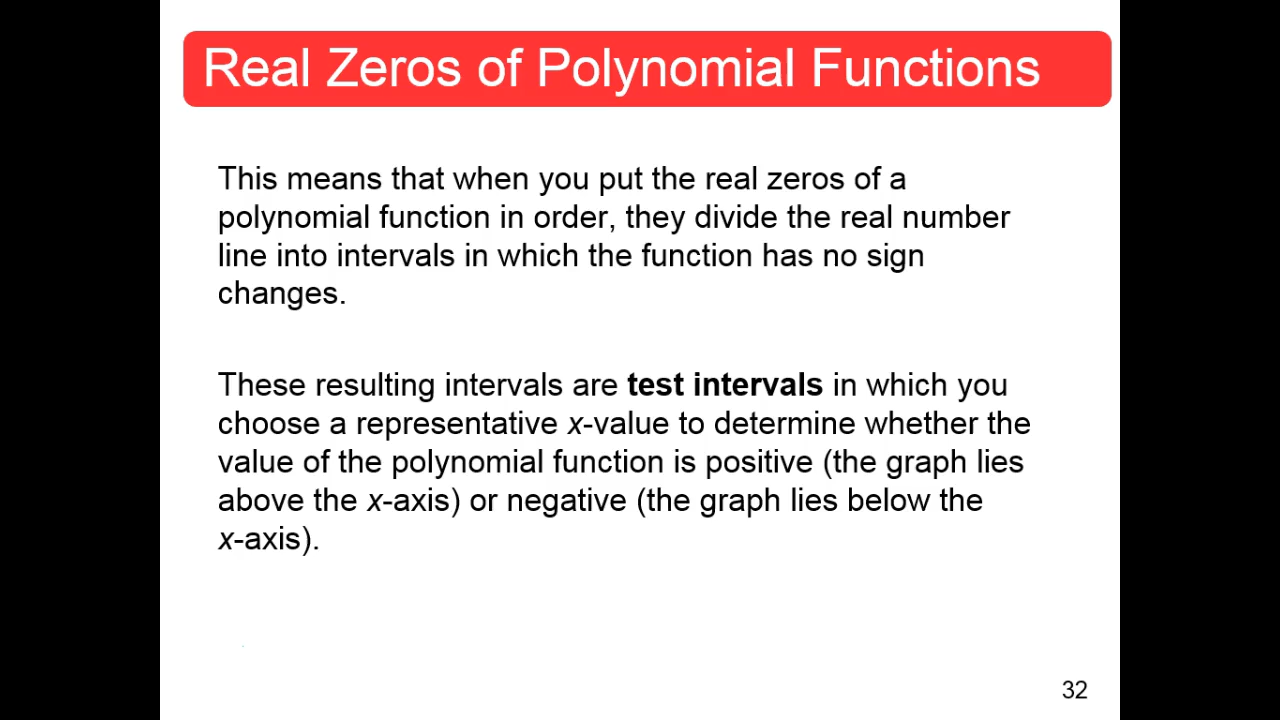 Real Zeros of Polynomial Functions
This means that when you put the real zeros of a
polynomial function in order, they divide the real number
line into intervals in which the function has no sign
changes.
These resulting intervals are test intervals in which you
choose a representative x-value to determine whether the
value of the polynomial function is positive (the graph lies
above the x-axis) or negative (the graph lies below the
x-axis).
32